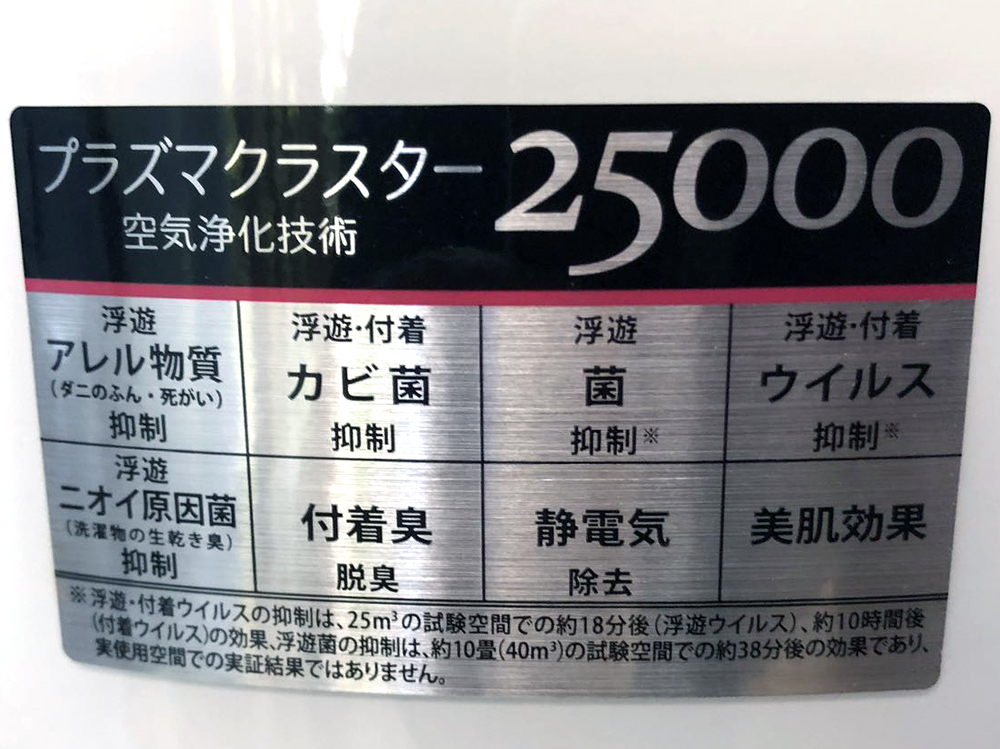 プラズマクラスター 25000
空気浄化技術
浮遊
アレル物質
(ダニのふん・死がい)
抑制
浮遊・付着
カビ菌
抑制
浮遊
菌
抑制※
浮遊・付着
ウイルス
抑制※
浮遊
ニオイ原因菌
(洗濯物の生乾き臭)
抑制
付着臭
脱臭
静電気
除去
美肌効果
※浮遊・付着ウイルスの抑制は、25m³の試験空間での約18分後(浮遊ウイルス)、約10時間後
(付着ウイルス)の効果、浮遊菌の抑制は、約10畳(40m³)の試験空間での約38分後の効果であり、
実使用空間での実証結果ではありません。